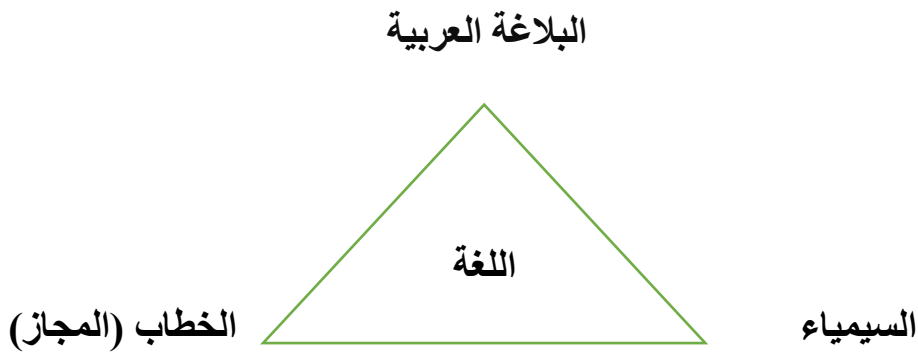 البلاغة العربية
اللغة
السيمياء
الخطاب (المجاز)